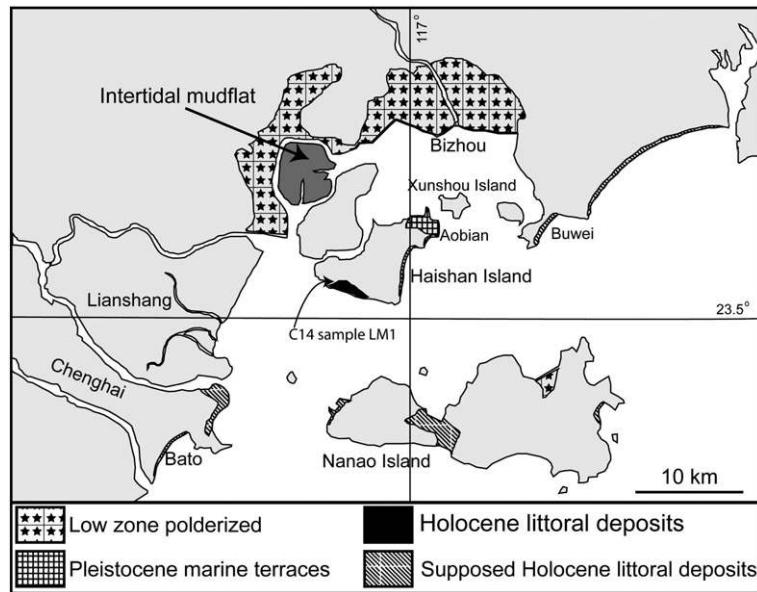 117°
Intertidal mudflat
Bizhou
Xunshou Island
Aobian
Buwei
Haishan Island
Lianshang
C14 sample LM1
23.5°
Chenghai
Bato
Nanao Island
10 km
Low zone polderized
Holocene littoral deposits
Pleistocene marine terraces
Supposed Holocene littoral deposits